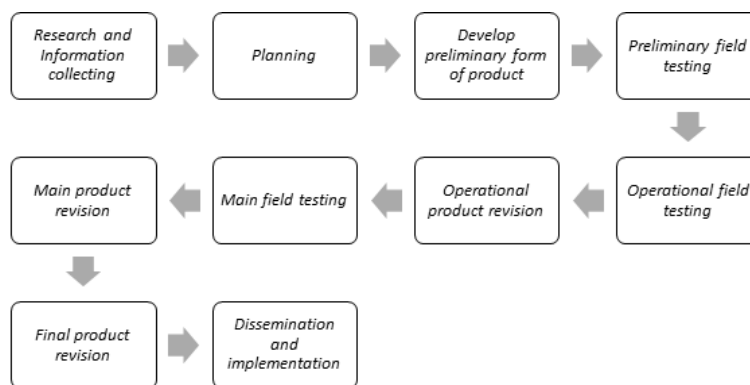 Research and
Information
collecting
Planning
Develop
preliminary form
of product
Preliminary field
testing
Operational field
testing
Operational
product revision
Main field testing
Main product
revision
Final product
revision
Dissemination
and
implementation